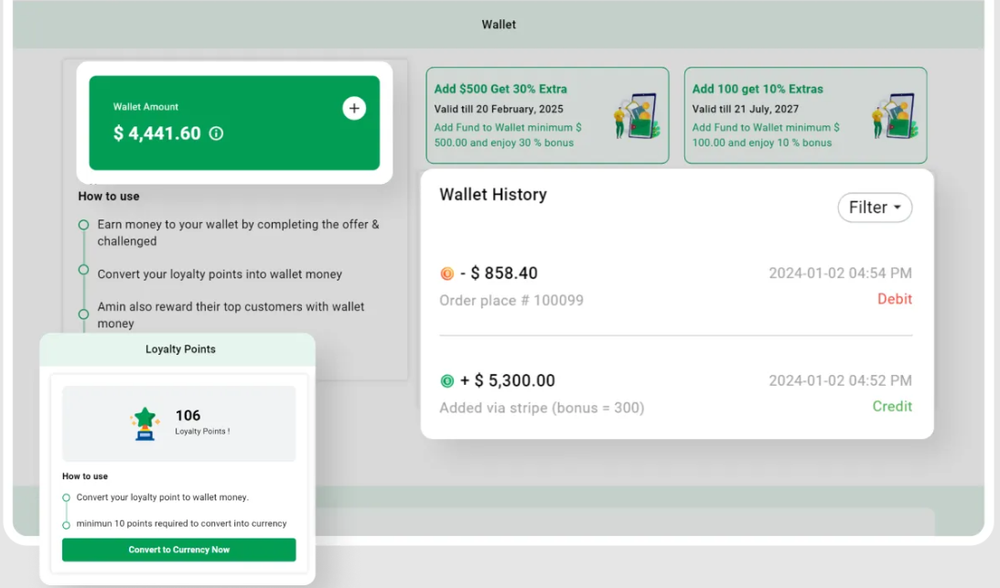 Wallet
Wallet Amount
$ 4,441.60
How to use
Earn money to your wallet by completing the offer &
challenged
Convert your loyalty points into wallet money
Amin also reward their top customers with wallet
money
Add $500 Get 30% Extra
Valid till 20 February, 2025
Add Fund to Wallet minimum $
500.00 and enjoy 30 % bonus
Add 100 get 10% Extras
Valid till 21 July, 2027
Add Fund to Wallet minimum $
100.00 and enjoy 10 % bonus
Wallet History
Filter
- $ 858.40
2024-01-02 04:54 PM
Order place # 100099
Debit
+ $ 5,300.00
2024-01-02 04:52 PM
Added via stripe (bonus = 300)
Credit
Loyalty Points
106
Loyalty Points !
How to use
Convert your loyalty point to wallet money.
minimun 10 points required to convert into currency
Convert to Currency Now